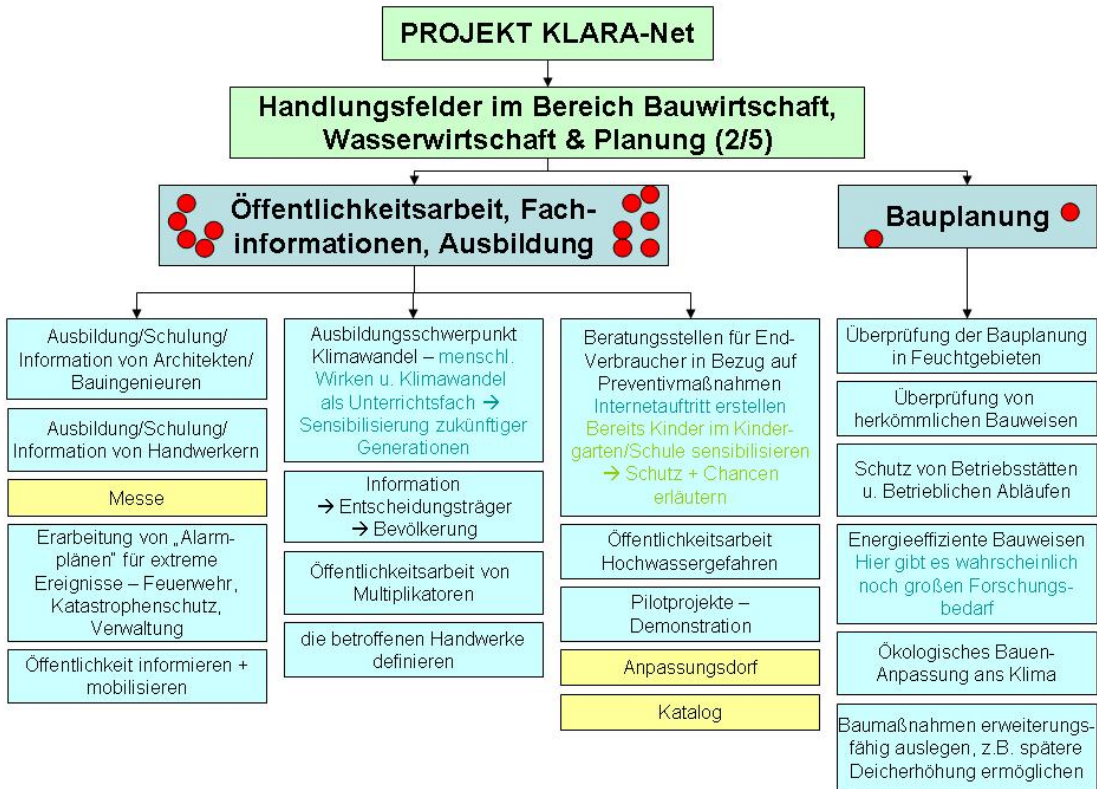 PROJEKT KLARA-Net
Handlungsfelder im Bereich Bauwirtschaft,
Wasserwirtschaft & Planung (2/5)
Öffentlichkeitsarbeit, Fach-
informationen, Ausbildung
Bauplanung
Ausbildung/Schulung/
Information von Architekten/
Bauingenieuren
Ausbildung/Schulung/
Information von Handwerkern
Messe
Erarbeitung von „Alarm-
plänen“ für extreme
Ereignisse – Feuerwehr,
Katastrophenschutz,
Verwaltung
Öffentlichkeit informieren +
mobilisieren
Ausbildungsschwerpunkt
Klimawandel – menschl.
Wirken u. Klimawandel
als Unterrichtsfach →
Sensibilisierung zukünftiger
Generationen
Information
→ Entscheidungsträger
→ Bevölkerung
Öffentlichkeitsarbeit von
Multiplikatoren
die betroffenen Handwerke
definieren
Beratungsstellen für End-
Verbraucher in Bezug auf
Preventivmaßnahmen
Internetauftritt erstellen
Bereits Kinder im Kinder-
garten/Schule sensibilisieren
→ Schutz + Chancen
erläutern
Öffentlichkeitsarbeit
Hochwassergefahren
Pilotprojekte –
Demonstration
Anpassungsdorf
Katalog
Überprüfung der Bauplanung
in Feuchtgebieten
Überprüfung von
herkömmlichen Bauweisen
Schutz von Betriebsstätten
u. Betrieblichen Abläufen
Energieeffiziente Bauweisen
Hier gibt es wahrscheinlich
noch großen Forschungs-
bedarf
Ökologisches Bauen-
Anpassung ans Klima
Baumaßnahmen erweiterungs-
fähig auslegen, z.B. spätere
Deicherhöhung ermöglichen